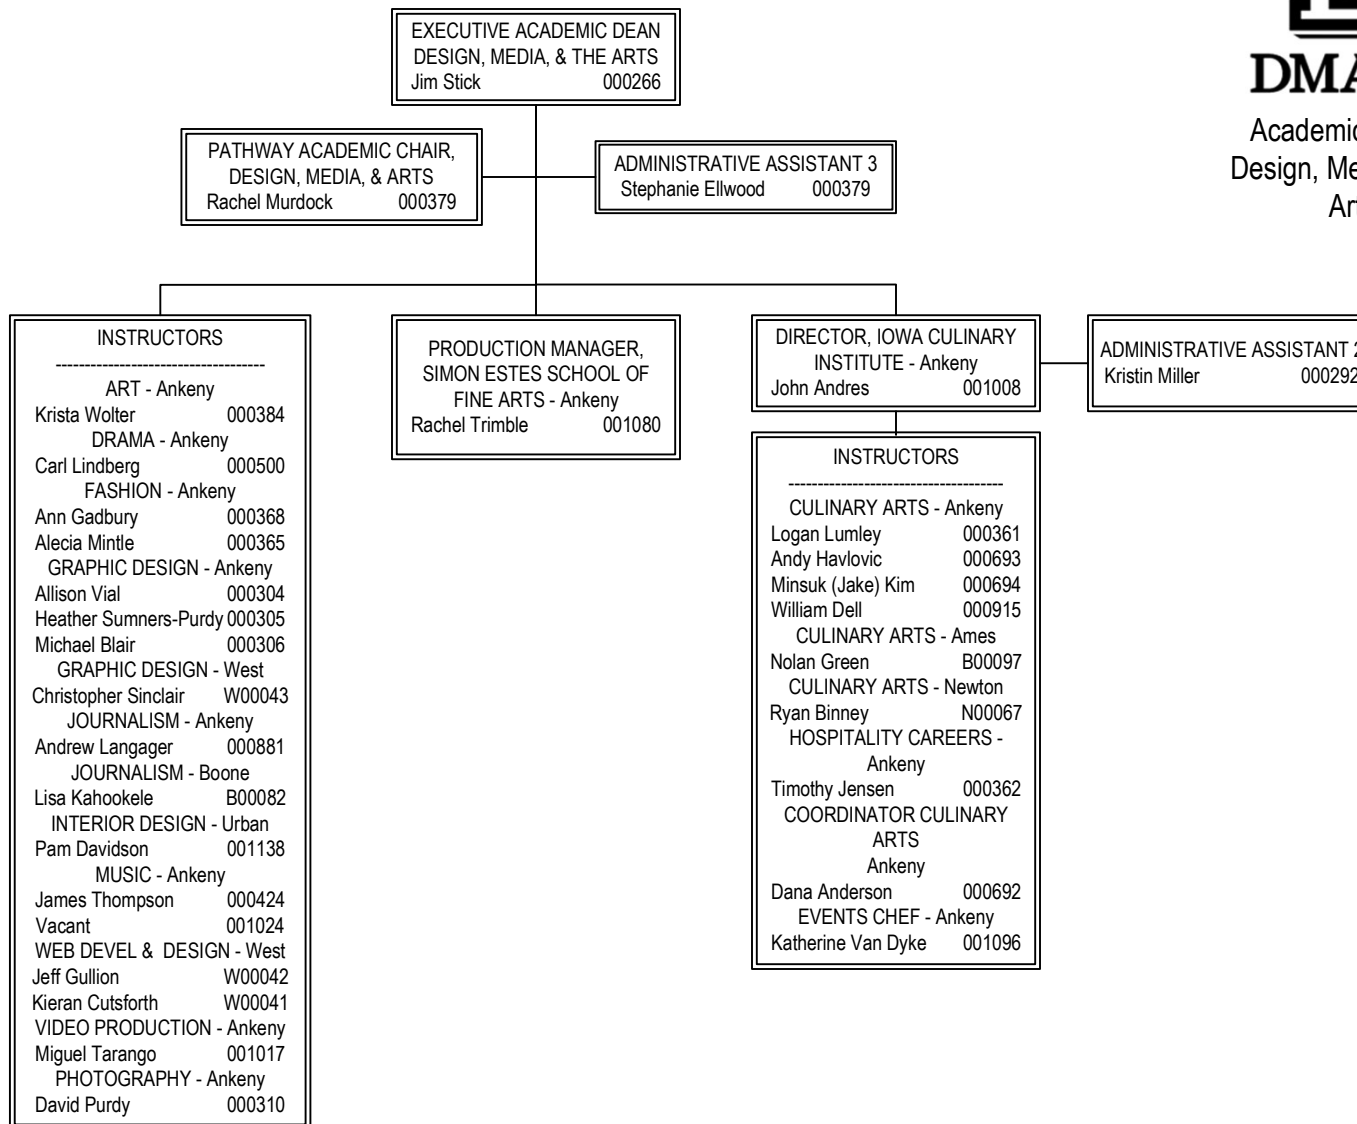 EXECUTIVE ACADEMIC DEAN
DESIGN, MEDIA, & THE ARTS
Jim Stick 000266
PATHWAY ACADEMIC CHAIR,
DESIGN, MEDIA, & ARTS
Rachel Murdock 000379
ADMINISTRATIVE ASSISTANT 3
Stephanie Ellwood 000379
Academic
Design, Me
INSTRUCTORS
------------------------------------
ART - Ankeny
Krista Wolter 000384
DRAMA - Ankeny
Carl Lindberg 000500
FASHION - Ankeny
Ann Gadbury 000368
Alecia Mintle 000365
GRAPHIC DESIGN - Ankeny
Allison Vial 000304
Heather Sumners-Purdy 000305
Michael Blair 000306
GRAPHIC DESIGN - West
Christopher Sinclair W00043
JOURNALISM - Ankeny
Andrew Langager 000881
JOURNALISM - Boone
Lisa Kahookele B00082
INTERIOR DESIGN - Urban
Pam Davidson 001138
MUSIC - Ankeny
James Thompson 000424
Vacant 001024
WEB DEVEL & DESIGN - West
Jeff Gullion W00042
Kieran Cutsforth W00041
VIDEO PRODUCTION - Ankeny
Miguel Tarango 001017
PHOTOGRAPHY - Ankeny
David Purdy 000310
PRODUCTION MANAGER,
SIMON ESTES SCHOOL OF
FINE ARTS - Ankeny
Rachel Trimble 001080
DIRECTOR, IOWA CULINARY
INSTITUTE - Ankeny
John Andres 001008
ADMINISTRATIVE ASSISTANT 2
Kristin Miller 000292
INSTRUCTORS
-------------------------------------
CULINARY ARTS - Ankeny
Logan Lumley 000361
Andy Havlovic 000693
Minsuk (Jake) Kim 000694
William Dell 000915
CULINARY ARTS - Ames
Nolan Green B00097
CULINARY ARTS - Newton
Ryan Binney N00067
HOSPITALITY CAREERS -
Ankeny
Timothy Jensen 000362
COORDINATOR CULINARY
ARTS
Ankeny
Dana Anderson 000692
EVENTS CHEF - Ankeny
Katherine Van Dyke 001096